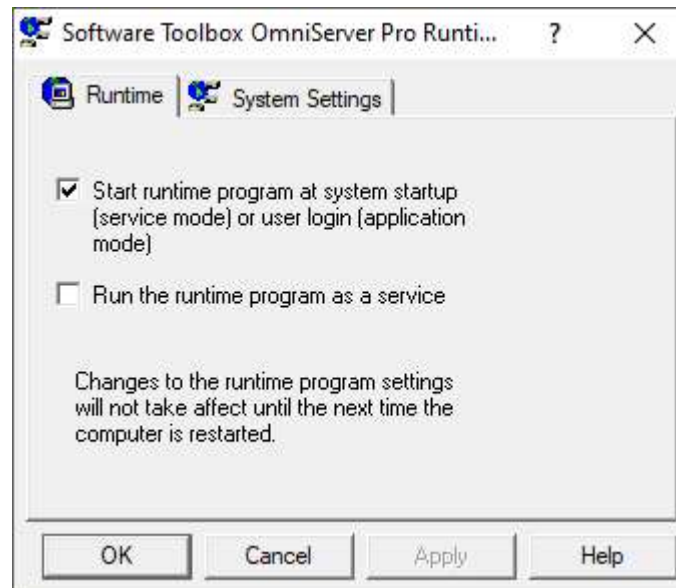 Software Toolbox OmniServer Pro Runti... ?
Runtime System Settings
Start runtime program at system startup
(service mode) or user login (application
mode)
Run the runtime program as a service
Changes to the runtime program settings
will not take affect until the next time the
computer is restarted.
OK Cancel Apply Help